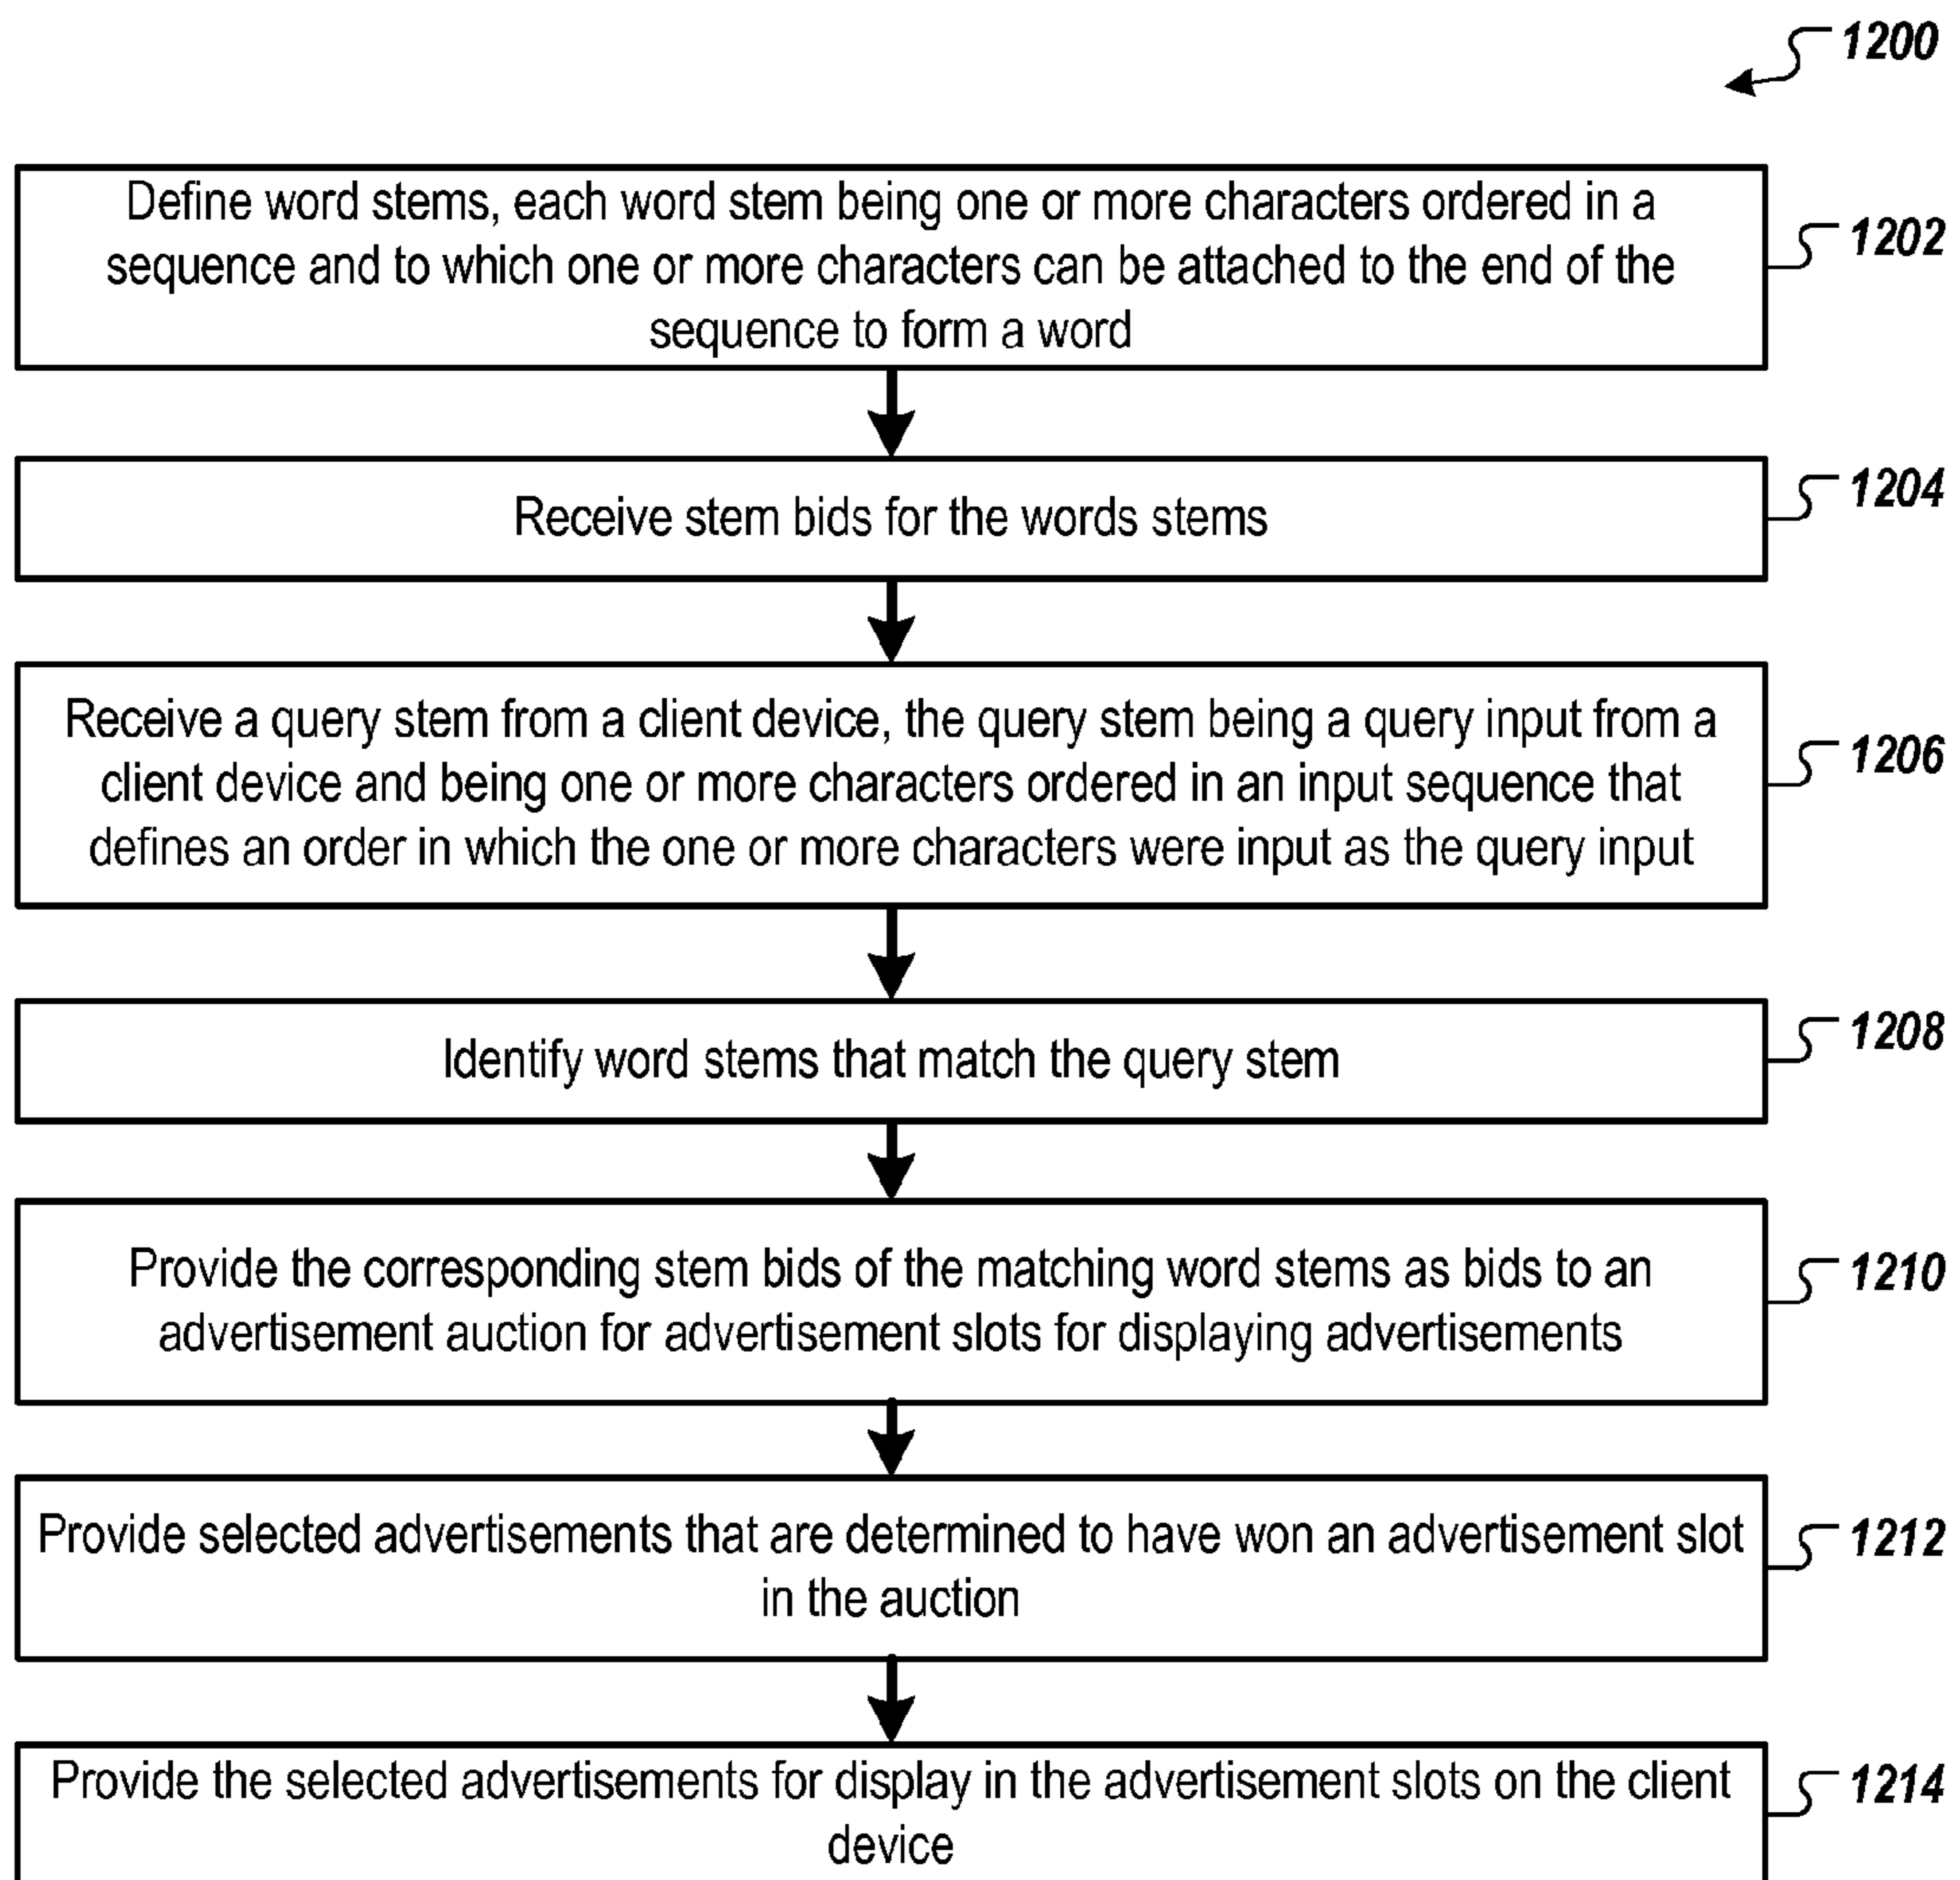 1200
Define word stems, each word stem being one or more characters ordered in a
sequence and to which one or more characters can be attached to the end of the
sequence to form a word
1202
Receive stem bids for the words stems
1204
Receive a query stem from a client device, the query stem being a query input from a
client device and being one or more characters ordered in an input sequence that
defines an order in which the one or more characters were input as the query input
1206
Identify word stems that match the query stem
1208
Provide the corresponding stem bids of the matching word stems as bids to an
advertisement auction for advertisement slots for displaying advertisements
1210
Provide selected advertisements that are determined to have won an advertisement slot
in the auction
1212
Provide the selected advertisements for display in the advertisement slots on the client
device
1214